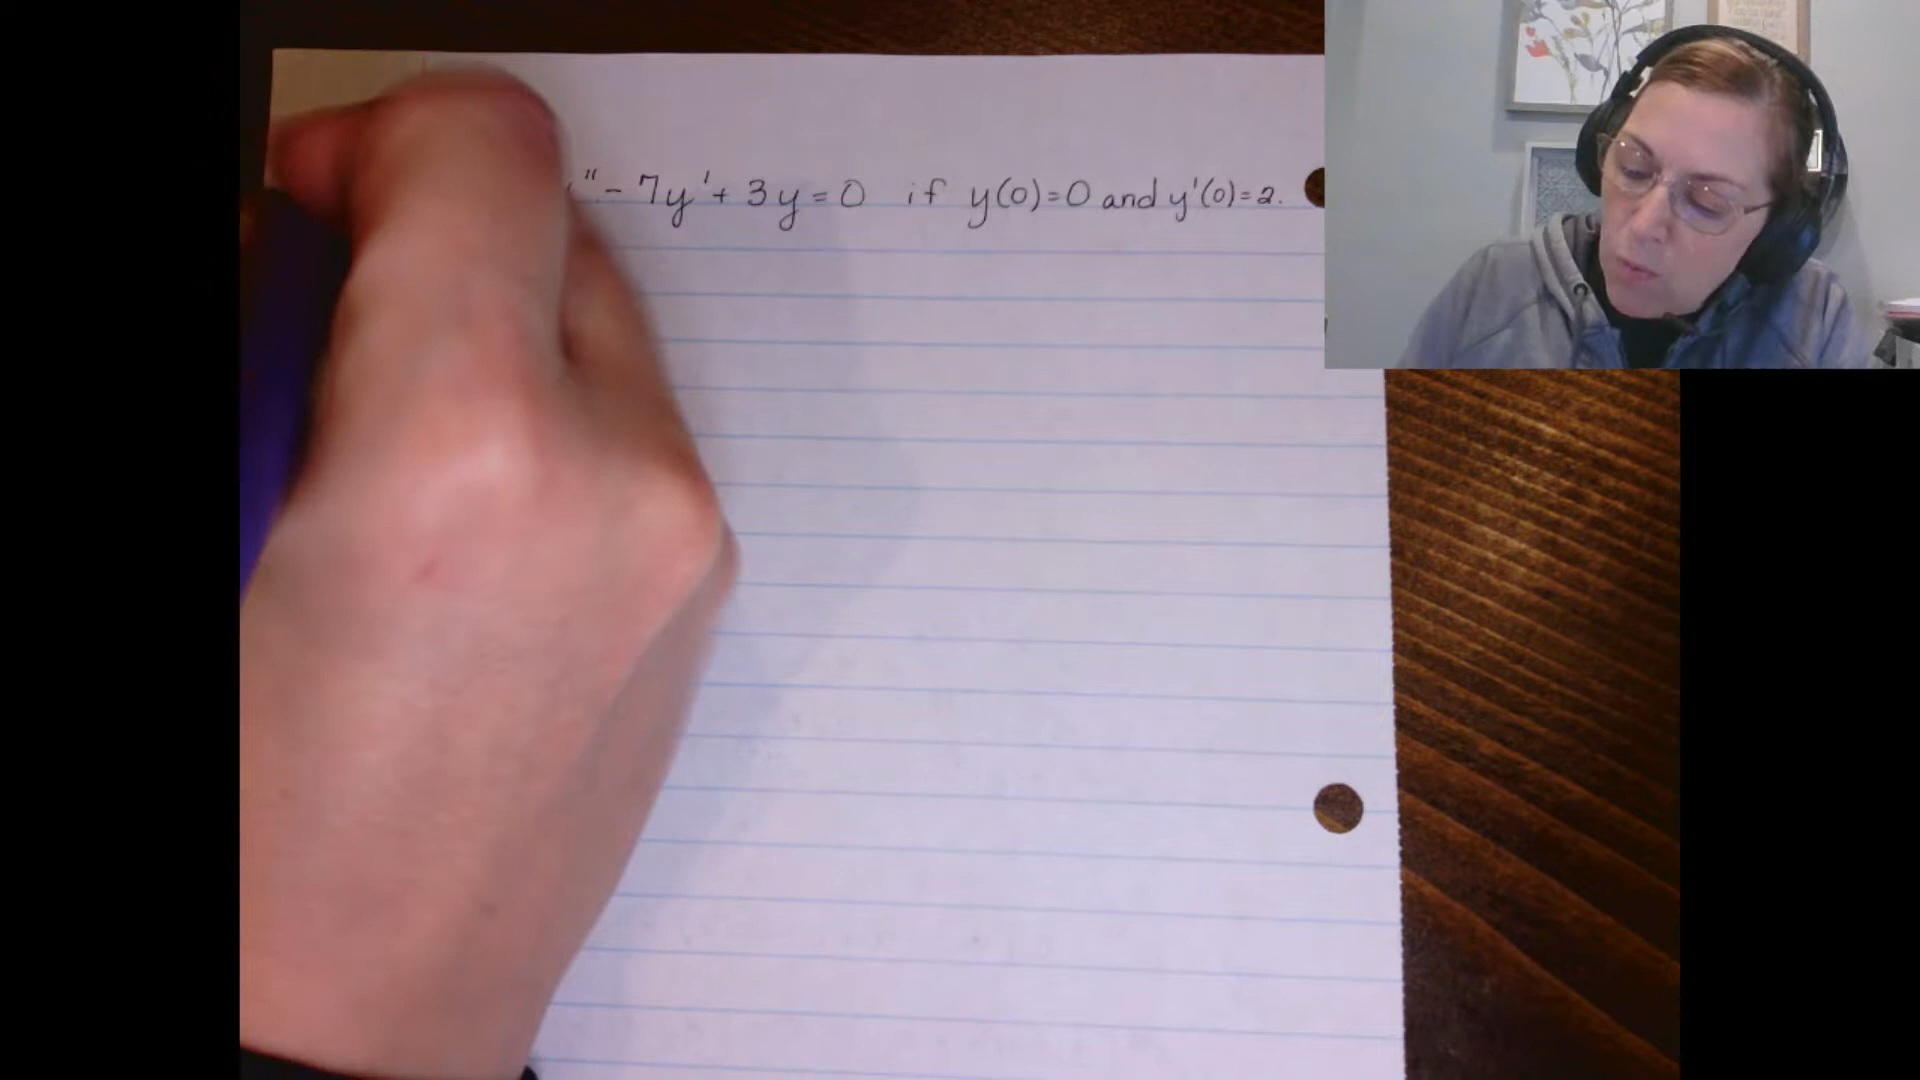 " - 7y' + 3y = 0 if y(0)=0 and y'(0)=2.